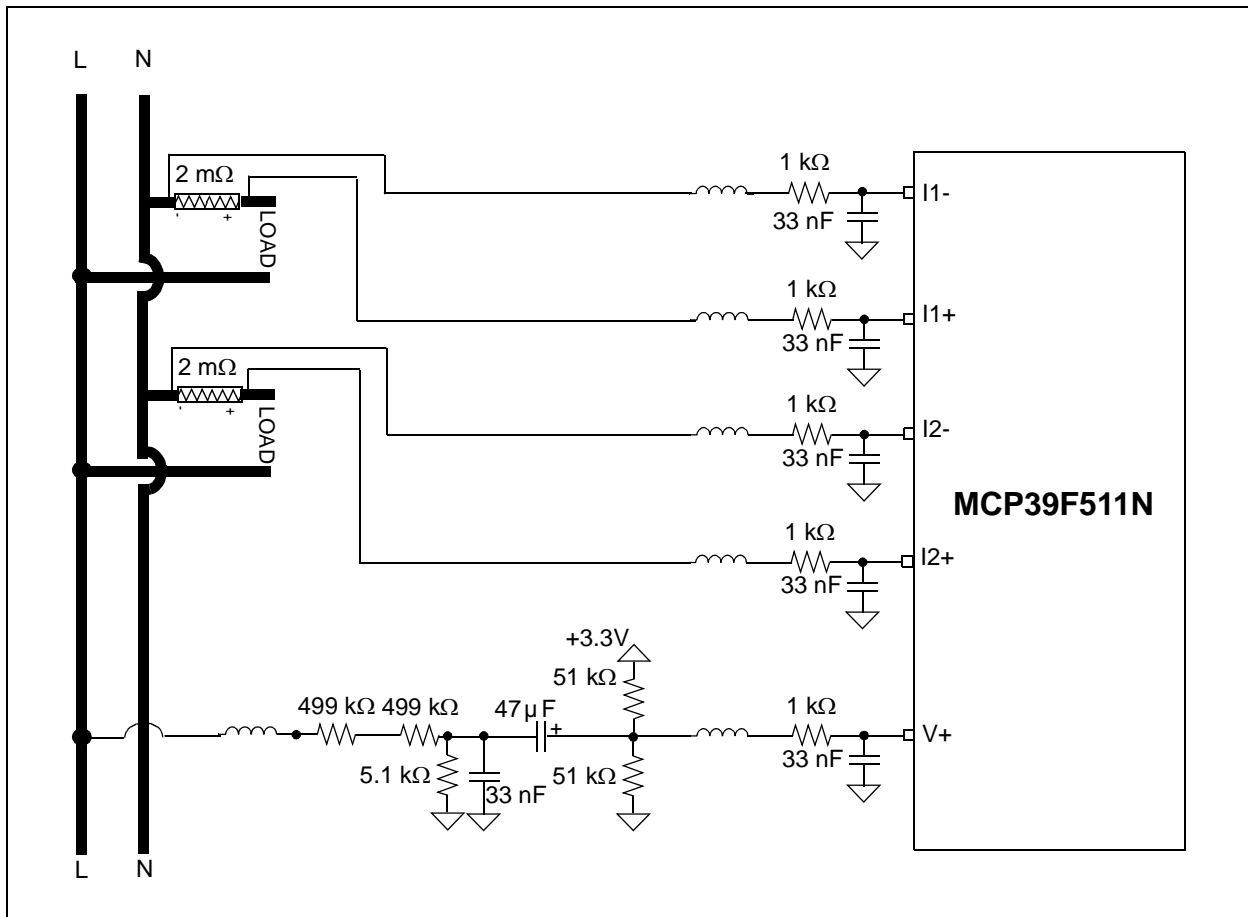 L N
2 mΩ
- +
LOAD
1 kΩ
33 nF
I1-
1 kΩ
33 nF
I1+
2 mΩ
- +
LOAD
1 kΩ
33 nF
I2-
MCP39F511N
1 kΩ
33 nF
I2+
+3.3V
51 kΩ
499 kΩ 499 kΩ
47µF
+
1 kΩ
33 nF
V+
5.1 kΩ
33 nF
51 kΩ
L N